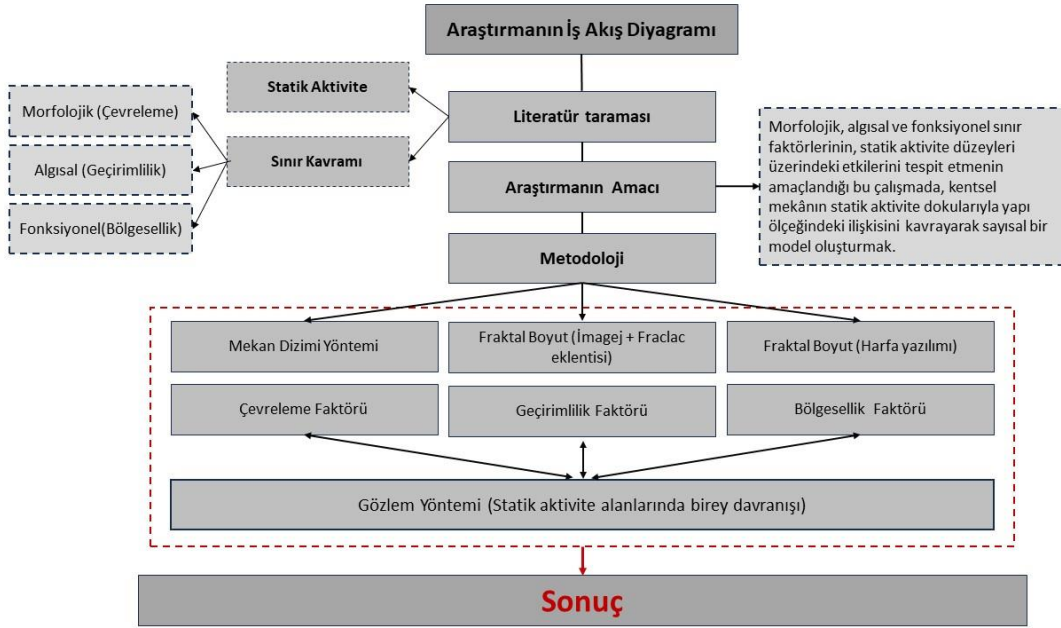 Araştırmanın İş Akış Diyagramı
Statik Aktivite
Morfolojik (Çevreleme)
Literatür taraması
Sınır Kavramı
Algısal (Geçirimlilik)
Araştırmanın Amacı
Morfolojik, algısal ve fonksiyonel sınır
faktörlerinin, statik aktivite düzeyleri
üzerindeki etkilerini tespit etmenin
amaçlandığı bu çalışmada, kentsel
mekânın statik aktivite dokularıyla yapı
ölçeğindeki ilişkisini kavrayarak sayısal bir
model oluşturmak.
Fonksiyonel(Bölgesellik)
Metodoloji
Mekan Dizimi Yöntemi
Fraktal Boyut (İmagej + Fraclac
eklentisi)
Fraktal Boyut (Harfa yazılımı)
Çevreleme Faktörü
Geçirimlilik Faktörü
Bölgesellik Faktörü
Gözlem Yöntemi (Statik aktivite alanlarında birey davranışı)
Sonuç